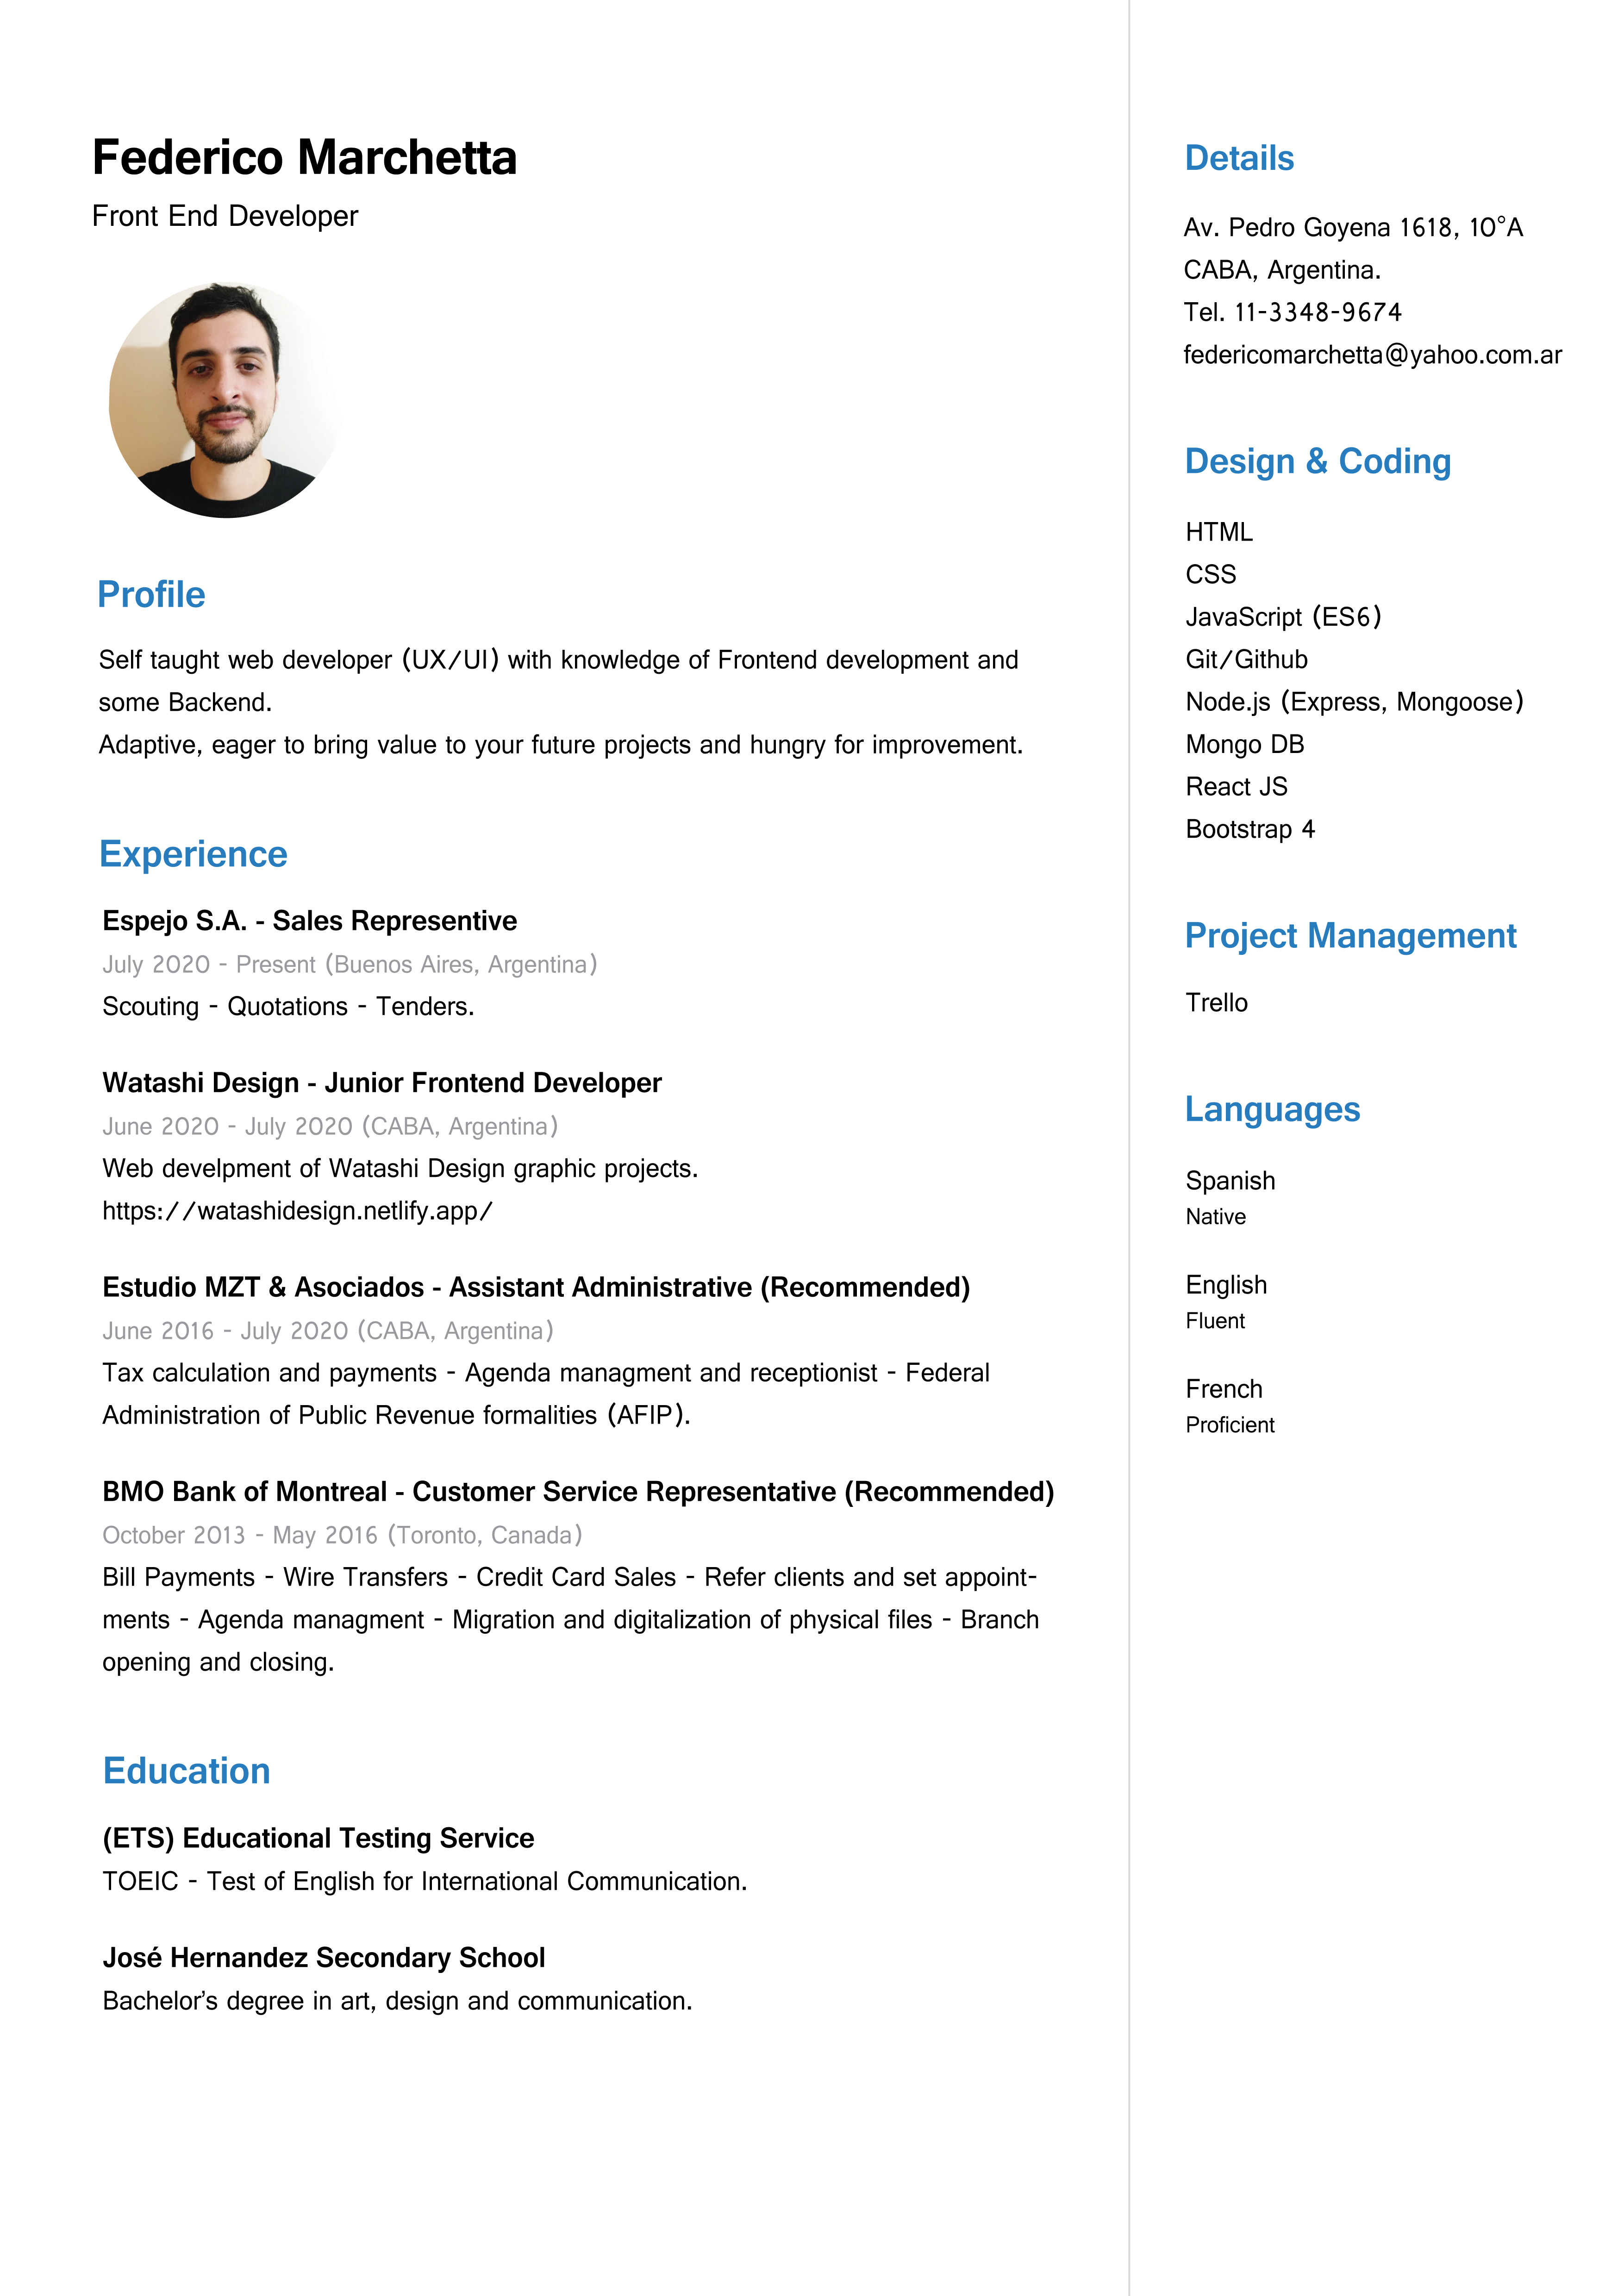 Federico Marchetta
Front End Developer
Profile
Self taught web developer (UX/UI) with knowledge of Frontend development and
some Backend.
Adaptive, eager to bring value to your future projects and hungry for improvement.
Experience
Espejo S.A. - Sales Representive
July 2020 - Present (Buenos Aires, Argentina)
Scouting - Quotations - Tenders.
Watashi Design - Junior Frontend Developer
June 2020 - July 2020 (CABA, Argentina)
Web develpment of Watashi Design graphic projects.
https://watashidesign.netlify.app/
Estudio MZT & Asociados - Assistant Administrative (Recommended)
June 2016 - July 2020 (CABA, Argentina)
Tax calculation and payments - Agenda managment and receptionist - Federal
Administration of Public Revenue formalities (AFIP).
BMO Bank of Montreal - Customer Service Representative (Recommended)
October 2013 - May 2016 (Toronto, Canada)
Bill Payments - Wire Transfers - Credit Card Sales - Refer clients and set appoint-
ments - Agenda managment - Migration and digitalization of physical files - Branch
opening and closing.
Education
(ETS) Educational Testing Service
TOEIC - Test of English for International Communication.
José Hernandez Secondary School
Bachelor's degree in art, design and communication.
Details
Av. Pedro Goyena 1618, 10°A
CABA, Argentina.
Tel. 11-3348-9674
federicomarchetta@yahoo.com.ar
Design & Coding
HTML
CSS
JavaScript (ES6)
Git/Github
Node.js (Express, Mongoose)
Mongo DB
React JS
Bootstrap 4
Project Management
Trello
Languages
Spanish
Native
English
Fluent
French
Proficient